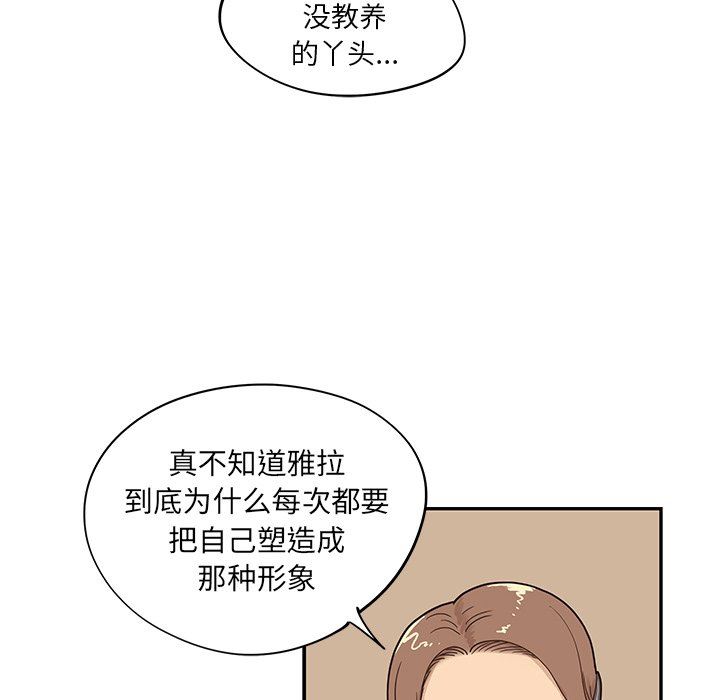 没教养
的丫头...
真不知道雅拉
到底为什么每次都要
把自己塑造成
那种形象